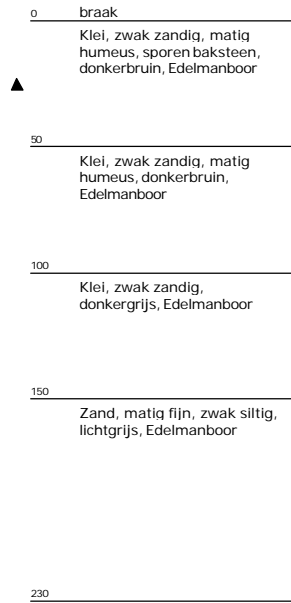 0 braak
Klei, zwak zandig, matig
humeus, sporen baksteen,
donkerbruin, Edelmanboor
50
Klei, zwak zandig, matig
humeus, donkerbruin,
Edelmanboor
100
Klei, zwak zandig,
donkergrijs, Edelmanboor
150
Zand, matig fijn, zwak siltig,
lichtgrijs, Edelmanboor
230